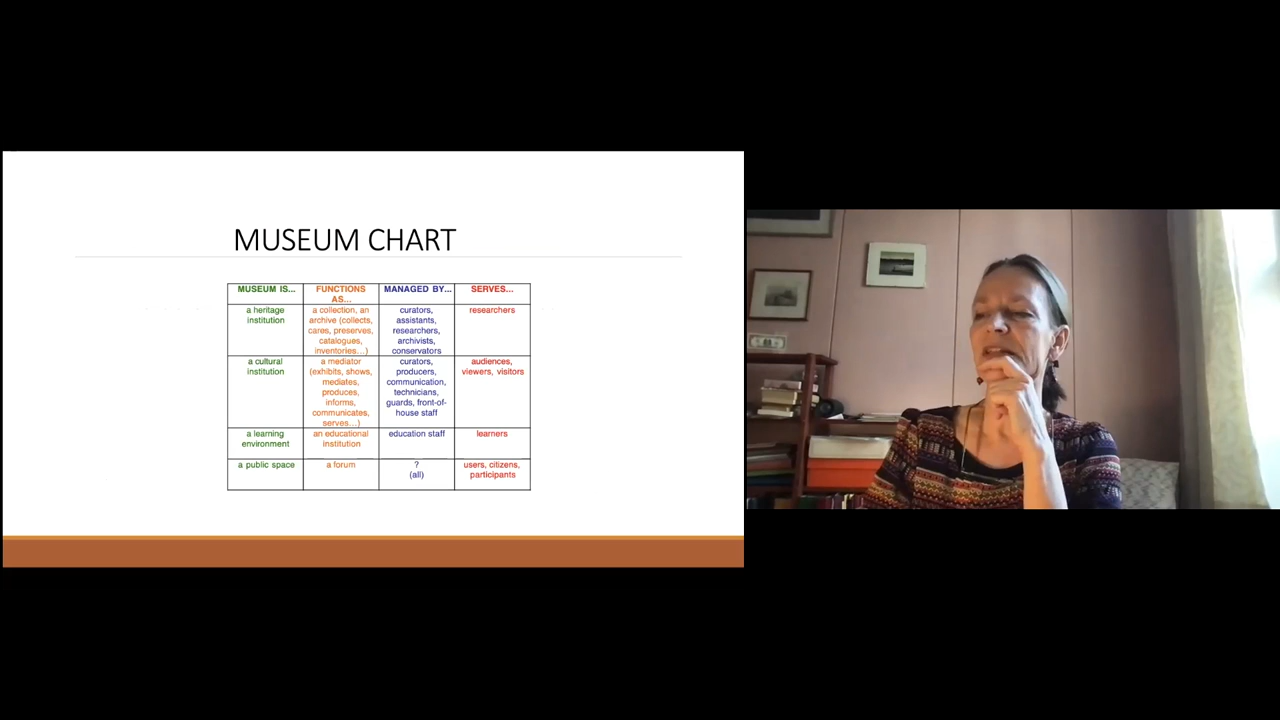 MUSEUM CHART
MUSEUM IS...
FUNCTIONS
AS...
MANAGED BY...
SERVES...
a heritage
institution
a collection, an
archive (collects,
cares, preserves,
catalogues,
inventories...)
curators,
assistants,
researchers,
archivists,
conservators
researchers
a cultural
institution
a mediator
(exhibits, shows,
mediates,
produces,
informs,
communicates,
serves...)
curators,
producers,
communication,
technicians,
guards, front-of-
house staff
audiences,
viewers, visitors
a learning
environment
an educational
institution
education staff
learners
a public space
a forum
?
(all)
users, citizens,
participants